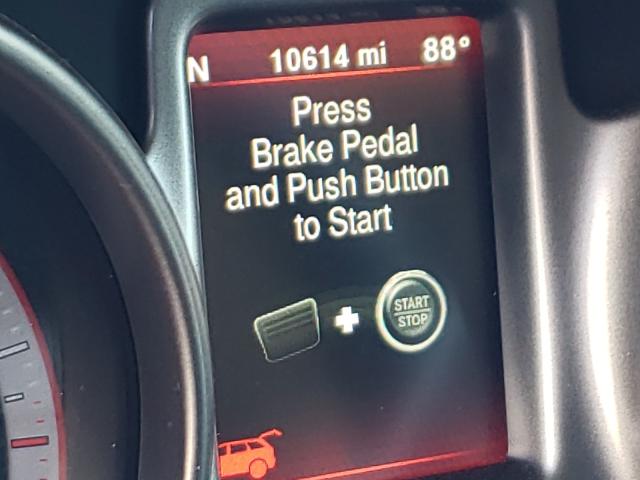 N 10614 mi 88°
Press
Brake Pedal
and Push Button
to Start
START
STOP